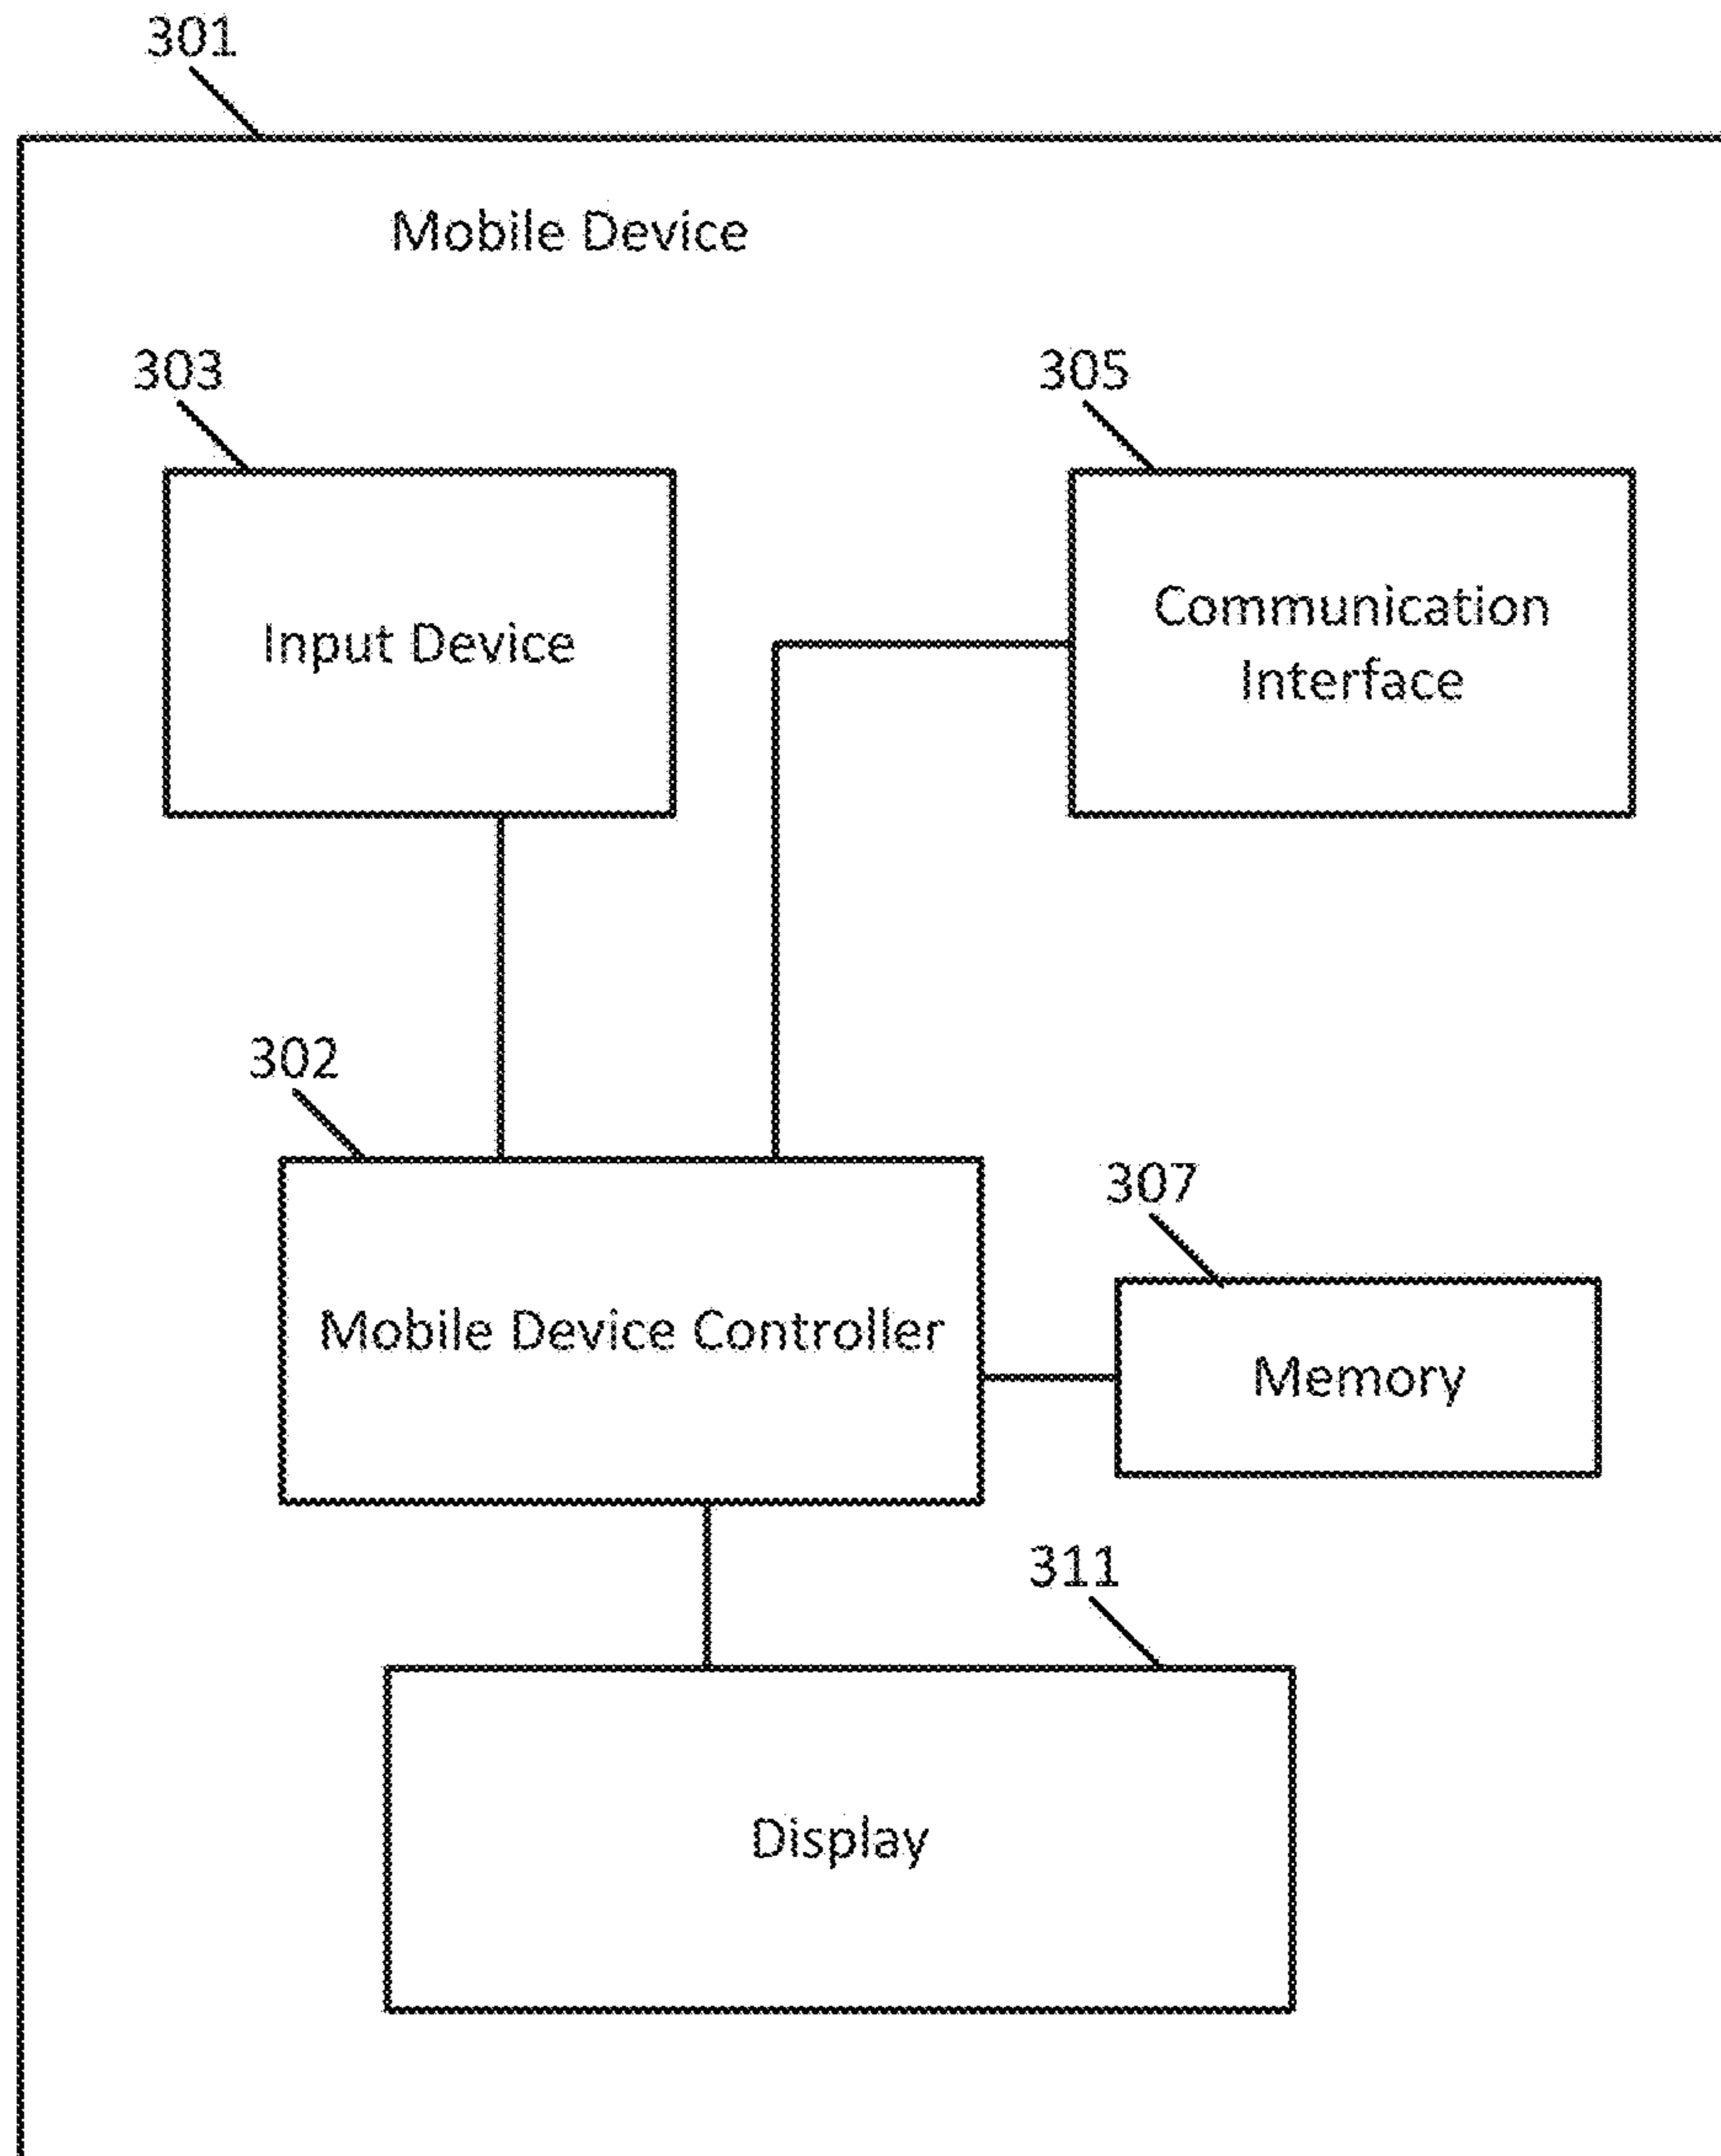 301
Mobile Device
303
305
Input Device
Communication
Interface
302
307
Mobile Device Controller
Memory
311
Display